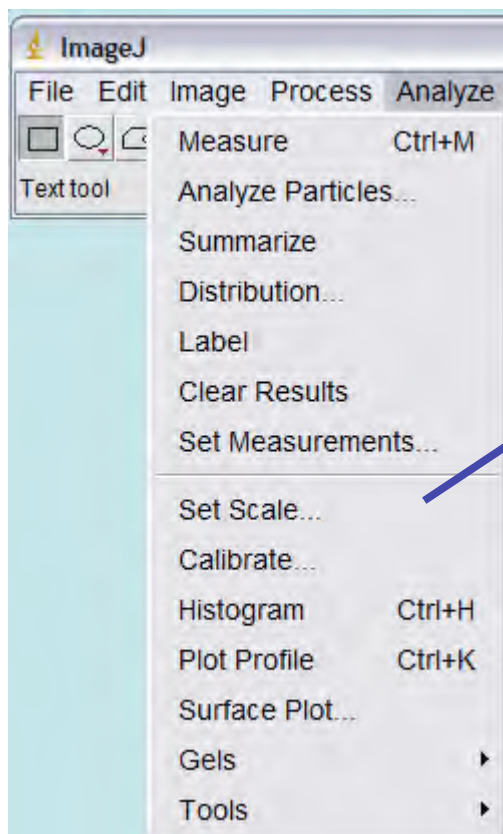 ImageJ
File Edit Image Process Analyze
Text tool
Measure Ctrl+M
Analyze Particles...
Summarize
Distribution...
Label
Clear Results
Set Measurements...
Set Scale...
Calibrate...
Histogram Ctrl+H
Plot Profile Ctrl+K
Surface Plot...
Gels
Tools